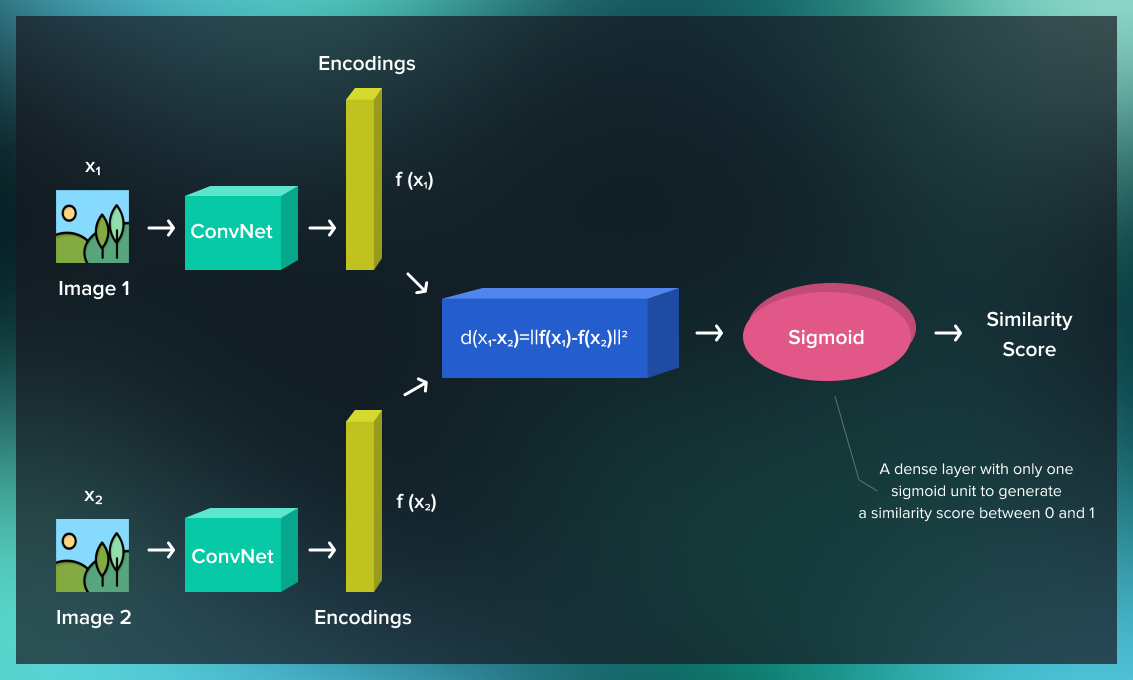 Encodings
x₁
f (x₁)
ConvNet
Image 1
d(x₁-x₂)=||f(x₁)-f(x₂)||²
Sigmoid
Similarity
Score
x₂
f (x₂)
ConvNet
Image 2
Encodings
A dense layer with only one
sigmoid unit to generate
a similarity score between 0 and 1